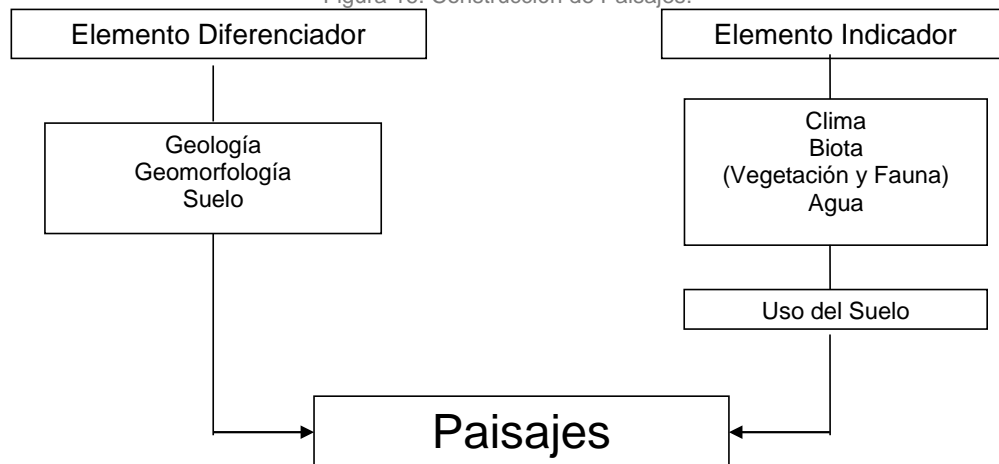 Elemento Diferenciador
Elemento Indicador
Geología
Geomorfología
Suelo
Clima
Biota
(Vegetación y Fauna)
Agua
Uso del Suelo
Paisajes